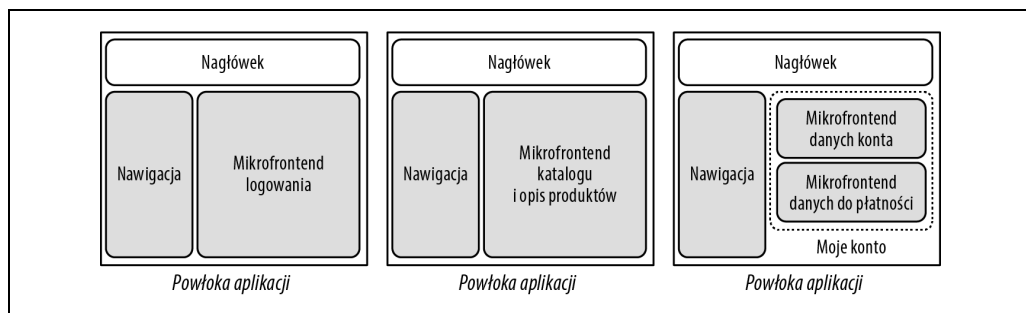 Nagłówek
Nawigacja
Mikrofrontend
logowania
Powłoka aplikacji
Nagłówek
Nawigacja
Mikrofrontend
katalogu
i opis produktów
Powłoka aplikacji
Nagłówek
Nawigacja
Mikrofrontend
danych konta
Mikrofrontend
danych do płatności
Moje konto
Powłoka aplikacji